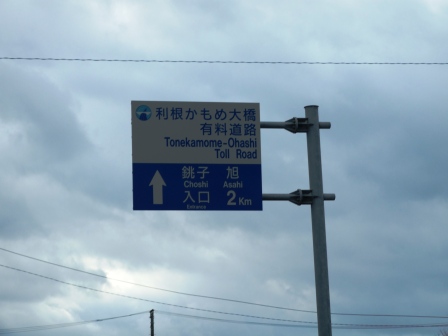 利根かもめ大橋
有料道路
Tonekamome-Ohashi
Toll Road
銚子 旭
Choshi Asahi
入口 2Km
Entrance